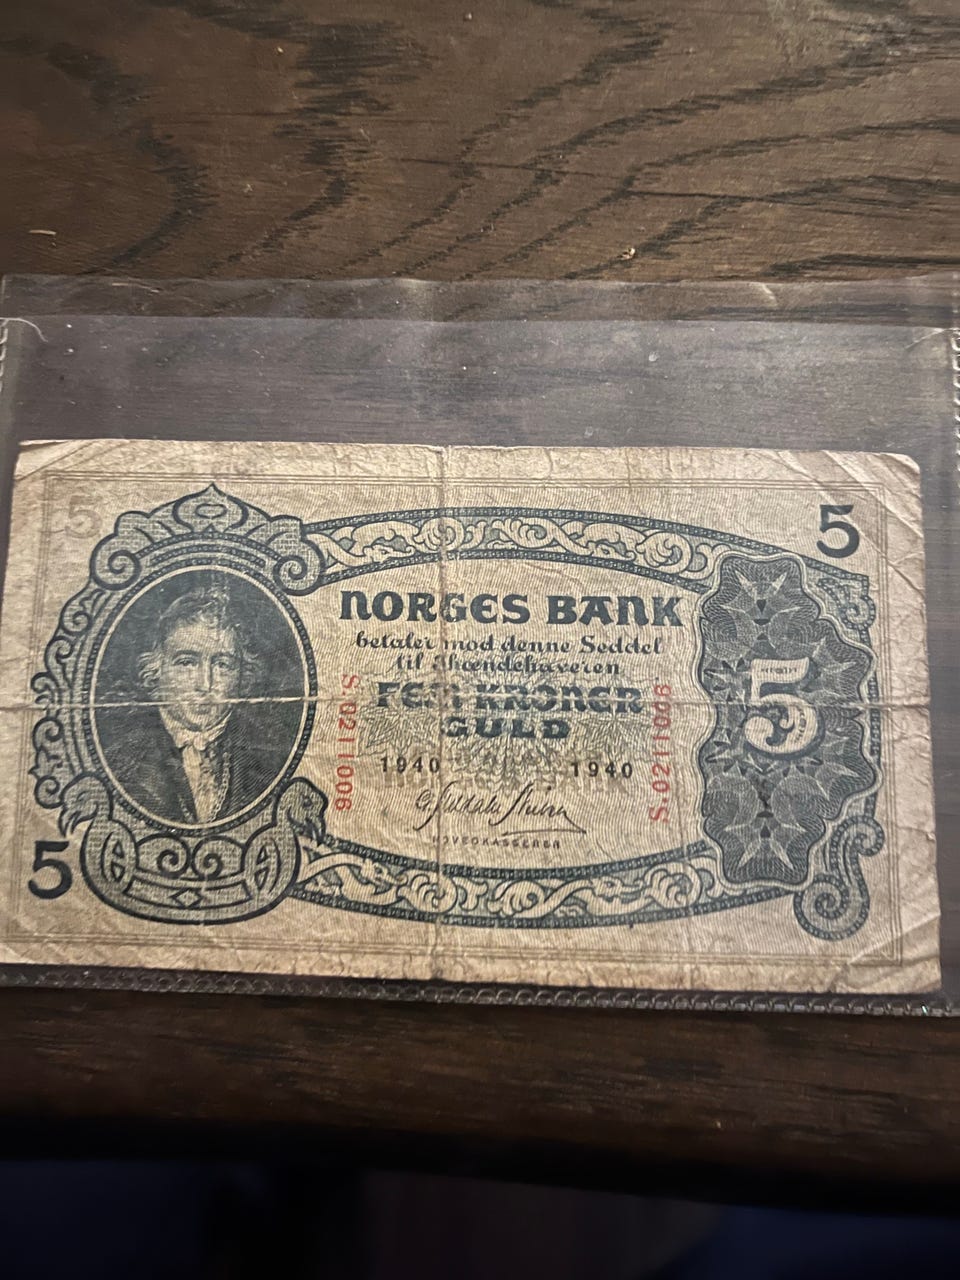 5
5
NORGES BANK
betaler mod denne Seddel
til Ihændehaveren
FEM KRONER
GULD
S.0211006
S.0211006
5
1940 1940
HOVEDKASSERER
5